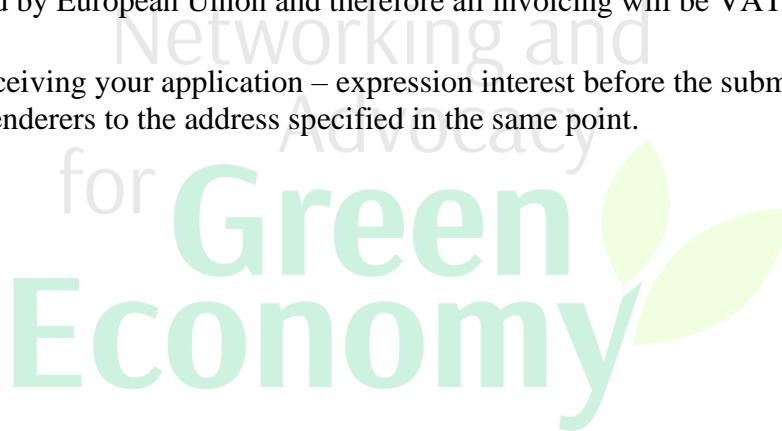 d by European Union and therefore all invoicing will be VAT
Networking and
ceiving your application – expression interest before the subm
enderers to the address specified in the same point.
Advocacy
for Green
Economy